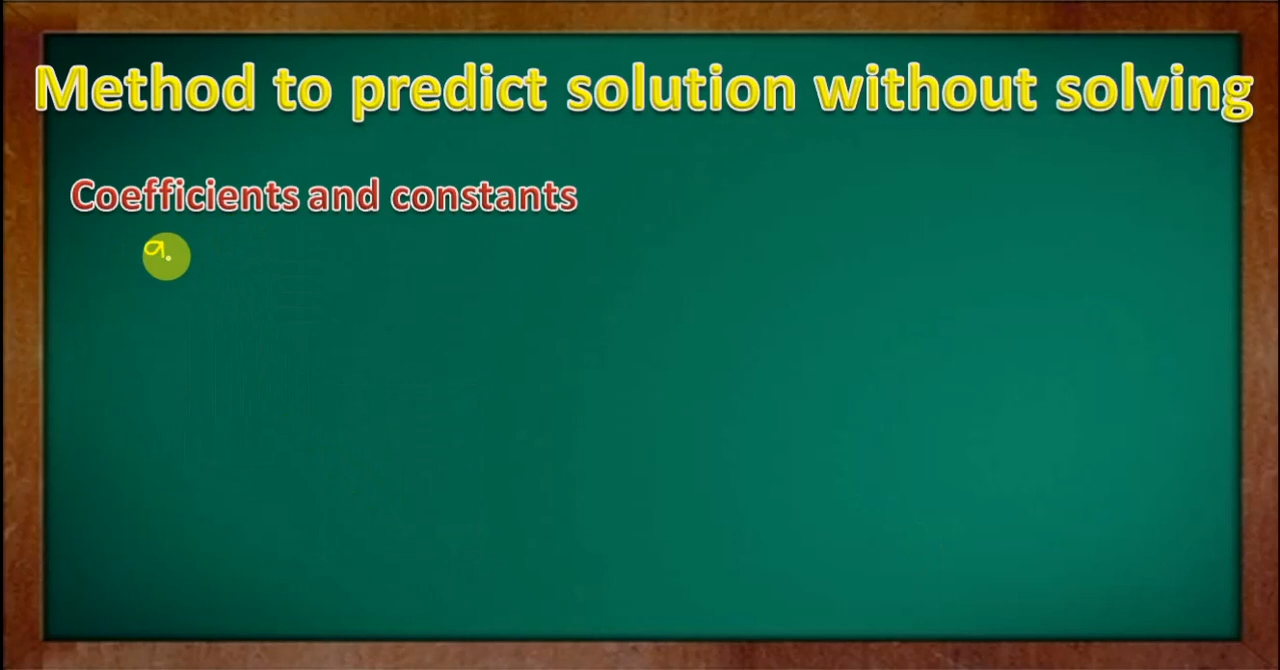 Method to predict solution without solving
Coefficients and constants
a.